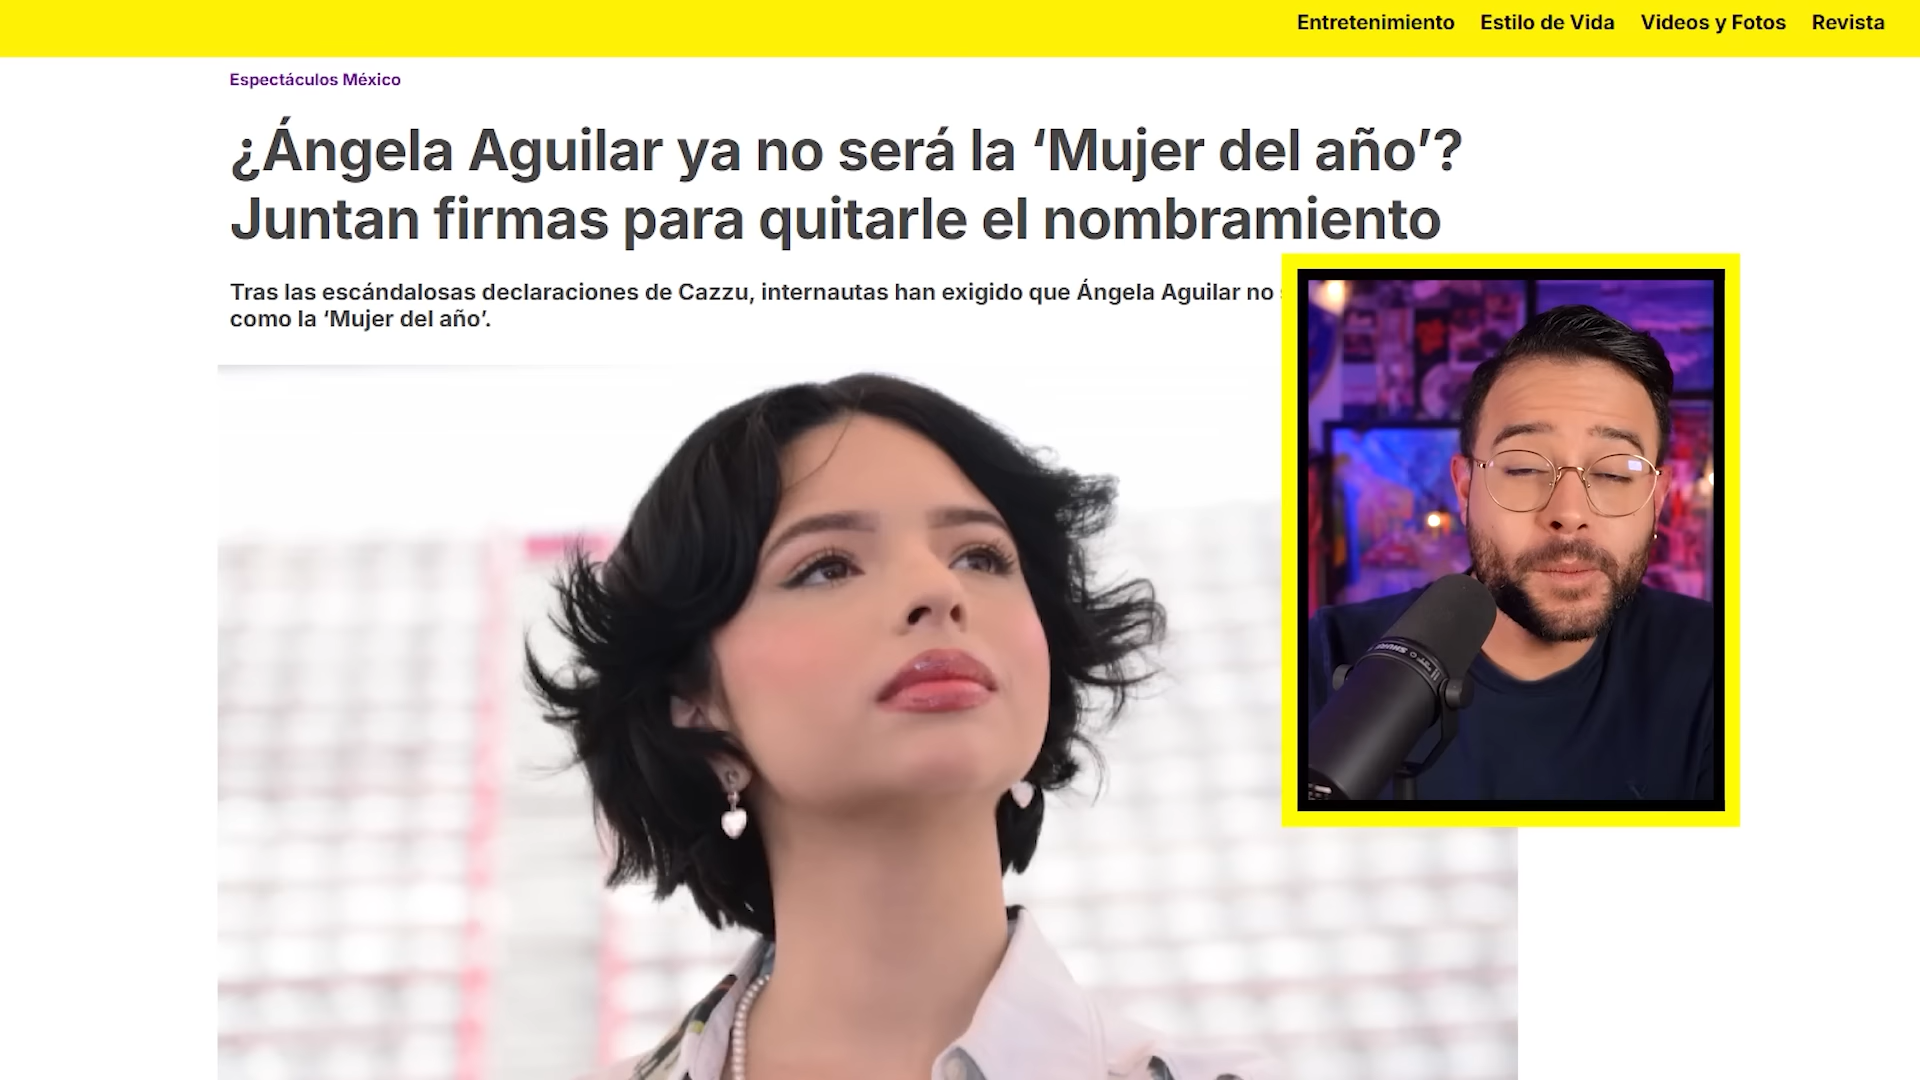 Entretenimiento Estilo de Vida Videos y Fotos Revista
Espectáculos México
¿Ángela Aguilar ya no será la ‘Mujer del año’?
Juntan firmas para quitarle el nombramiento
Tras las escándalosas declaraciones de Cazzu, internautas han exigido que Ángela Aguilar no
como la ‘Mujer del año’.
SHURE